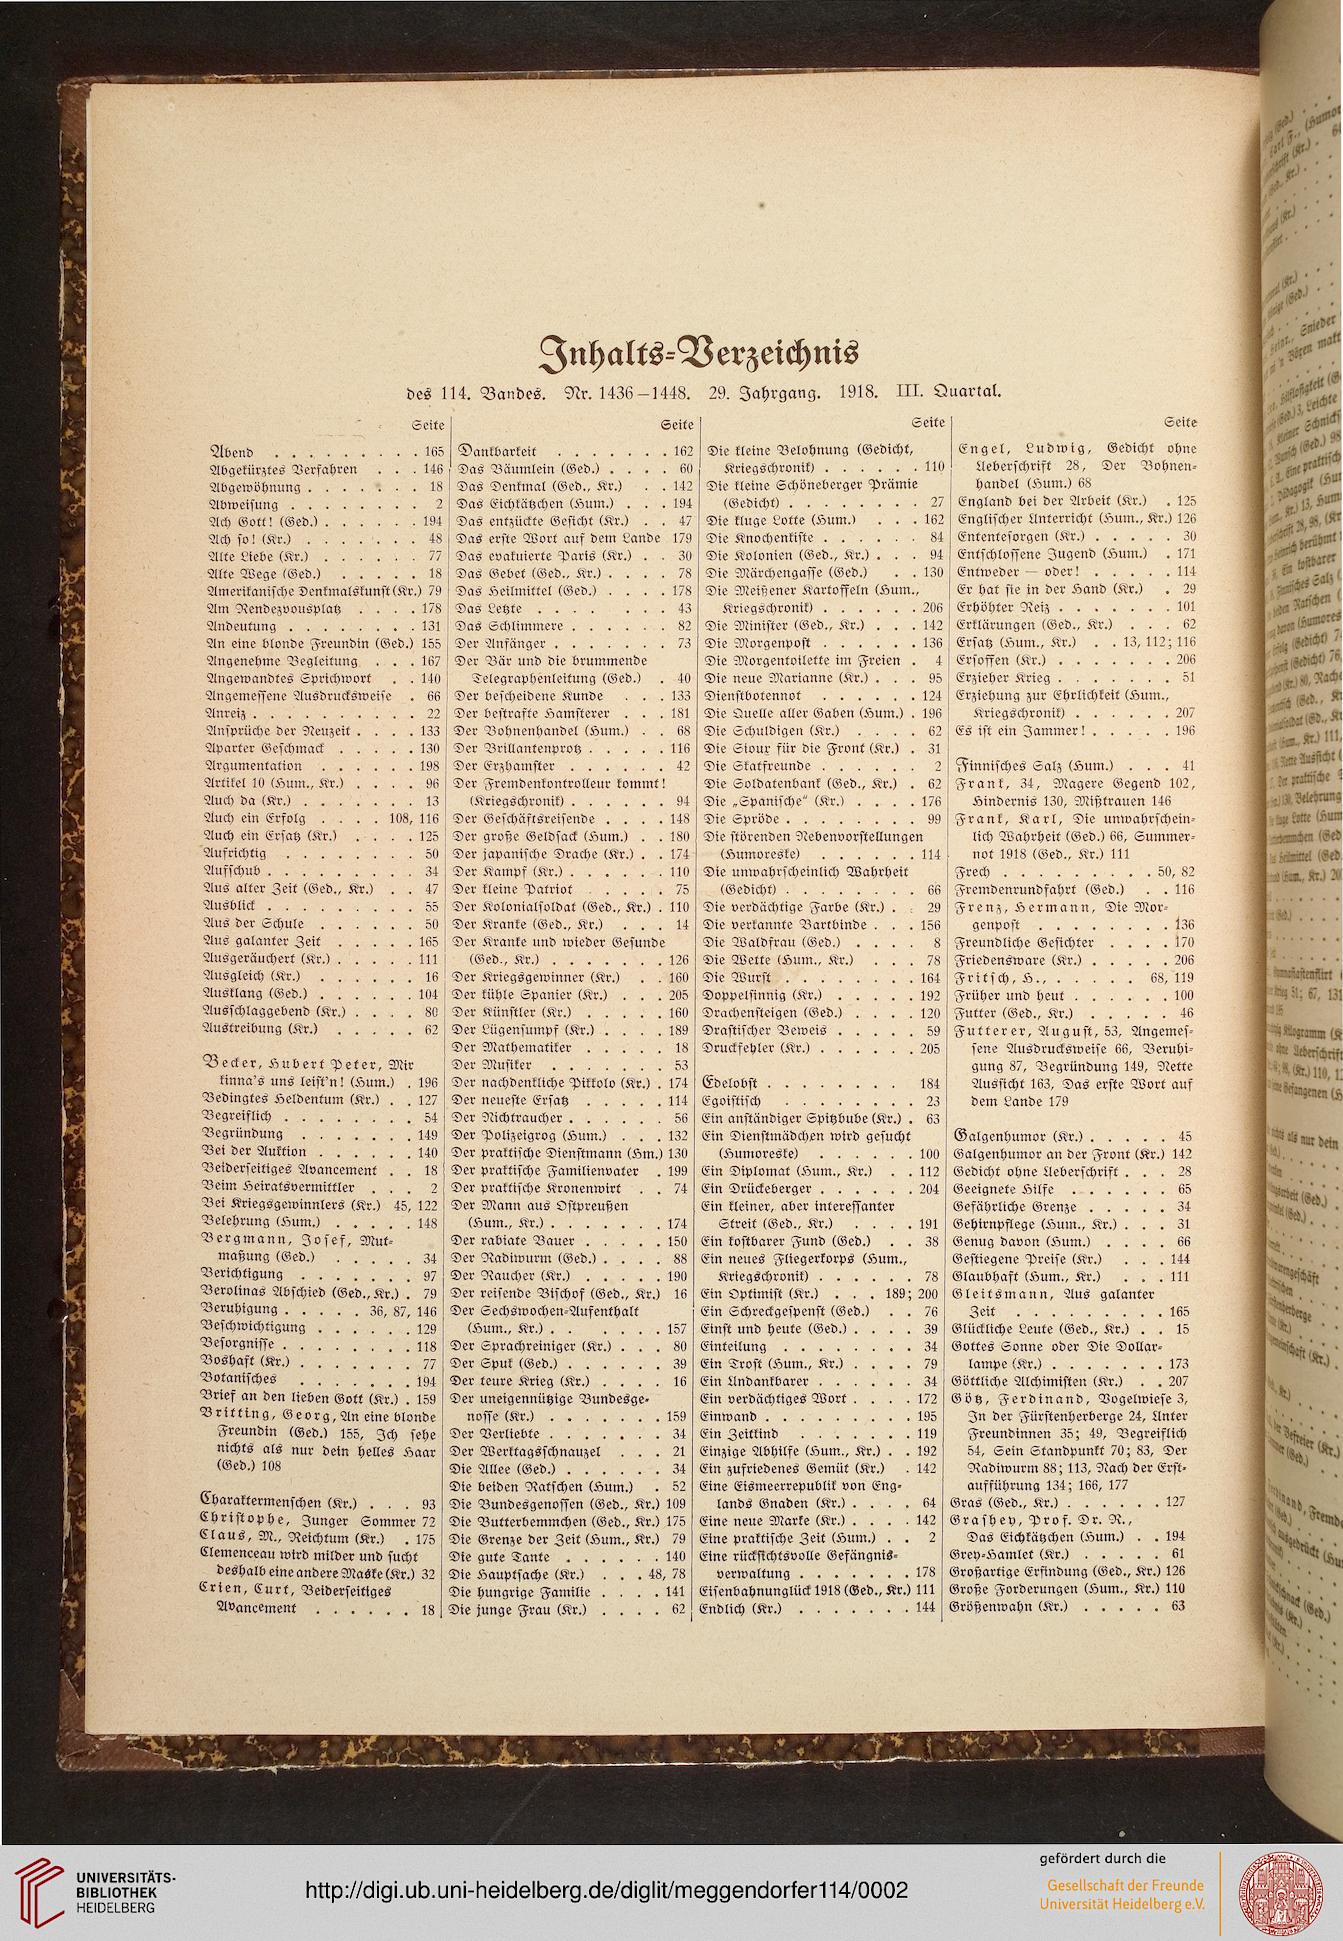 Inhalts-Verzeichnis
des 114. Bandes. Nr. 1436–1448. 29. Jahrgang. 1918. III. Quartal.
Seite
Abend . . . . . . . . . 165
Abgekürztes Verfahren . . . 146
Abgewöhnung . . . . . . . 18
Abweisung . . . . . . . . 2
Ach Gott! (Ged.) . . . . . . 194
Ach so! (Kr.) . . . . . . . 48
Alte Liebe (Kr.) . . . . . . 77
Alte Wege (Ged.) . . . . . 18
Amerikanische Denkmalskunst (Kr.) 79
Am Rendezvousplatz . . . . 178
Andeutung . . . . . . . 131
An eine blonde Freundin (Ged.) 155
Angenehme Begleitung . . . 167
Angewandtes Sprichwort . . 140
Angemessene Ausdrucksweise . 66
Anreiz . . . . . . . . . 22
Ansprüche der Neuzeit . . . . 133
Aparter Geschmack . . . . . 130
Argumentation . . . . . . 198
Artikel 10 (Hum., Kr.) . . . . 96
Auch da (Kr.) . . . . . . . 13
Auch ein Erfolg . . . . 108, 116
Auch ein Ersatz (Kr.) . . . . 125
Aufrichtig . . . . . . . . 50
Aufschub . . . . . . . . . 34
Aus alter Zeit (Ged., Kr.) . . 47
Ausblick . . . . . . . . . 55
Aus der Schule . . . . . . 50
Aus galanter Zeit . . . . . 165
Ausgeräuchert (Kr.) . . . . . 111
Ausgleich (Kr.) . . . . . . 16
Ausklang (Ged.) . . . . . . 104
Ausschlaggebend (Kr.) . . . . 80
Austreibung (Kr.) . . . . . 62
Becker, Hubert Peter, Mir
kinna's uns leist'n! (Hum.) . 196
Bedingtes Heldentum (Kr.) . . 127
Begreiflich . . . . . . . . 54
Begründung . . . . . . . 149
Bei der Auktion . . . . . . 140
Beiderseitiges Avancement . . 18
Beim Heiratsvermittler . . . 2
Bei Kriegsgewinnlers (Kr.) 45, 122
Belehrung (Hum.) . . . . . 148
Bergmann, Josef, Mut-
maßung (Ged.) . . . . . 34
Berichtigung . . . . . . . 97
Berolinas Abschied (Ged., Kr.) . 79
Beruhigung . . . . . 36, 87, 146
Beschwichtigung . . . . . . 129
Besorgnisse . . . . . . . . 118
Boshaft (Kr.) . . . . . . . 77
Botanisches . . . . . . . 194
Brief an den lieben Gott (Kr.) . 159
Britting, Georg, An eine blonde
Freundin (Ged.) 155, Ich sehe
nichts als nur dein helles Haar
(Ged.) 108
Charaktermenschen (Kr.) . . . 93
Christophe, Junger Sommer 72
Claus, M., Reichtum (Kr.) . 175
Clemenceau wird milder und sucht
deshalb eine andere Maske (Kr.) 32
Crien, Curt, Beiderseitiges
Avancement . . . . . . 18
Seite
Dankbarkeit . . . . . . . 162
Das Bäumlein (Ged.) . . . . 60
Das Denkmal (Ged., Kr.) . . 142
Das Eichkätzchen (Hum.) . . . 194
Das entzückte Gesicht (Kr.) . . 47
Das erste Wort auf dem Lande 179
Das evakuierte Paris (Kr.) . . 30
Das Gebet (Ged., Kr.) . . . . 78
Das Heilmittel (Ged.) . . . . 178
Das Letzte . . . . . . . . 43
Das Schlimmere . . . . . . 82
Der Anfänger . . . . . . . 73
Der Bär und die brummende
Telegraphenleitung (Ged.) . 40
Der bescheidene Kunde . . . 133
Der bestrafte Hamsterer . . . 181
Der Bohnenhandel (Hum.) . . 68
Der Brillantenprotz . . . . . 116
Der Erzhamster . . . . . . 42
Der Fremdenkontrolleur kommt!
(Kriegschronik) . . . . . . 94
Der Geschäftsreisende . . . . 148
Der große Geldsack (Hum.) . . 180
Der japanische Drache (Kr.) . . 174
Der Kampf (Kr.) . . . . . . 110
Der kleine Patriot . . . . . 75
Der Kolonialsoldat (Ged., Kr.) . 110
Der Kranke (Ged., Kr.) . . . 14
Der Kranke und wieder Gesunde
(Ged., Kr.) . . . . . . . 126
Der Kriegsgewinner (Kr.) . . 160
Der kühle Spanier (Kr.) . . . 205
Der Künstler (Kr.) . . . . . 160
Der Lügensumpf (Kr.) . . . . 189
Der Mathematiker . . . . . 18
Der Musiker . . . . . . . 53
Der nachdenkliche Pikkolo (Kr.) . 174
Der neueste Ersatz . . . . . 114
Der Nichtraucher . . . . . . 56
Der Polizeigrog (Hum.) . . . 132
Der praktische Dienstmann (Hm.) 130
Der praktische Familienvater . 199
Der praktische Kronenwirt . . 74
Der Mann aus Ostpreußen
(Hum., Kr.) . . . . . . . 174
Der rabiate Bauer . . . . . 150
Der Radiwurm (Ged.) . . . . 88
Der Raucher (Kr.) . . . . . 190
Der reisende Bischof (Ged., Kr.) 16
Der Sechswochen-Aufenthalt
(Hum., Kr.) . . . . . . . 157
Der Sprachreiniger (Kr.) . . . 80
Der Spuk (Ged.) . . . . . . 39
Der teure Krieg (Kr.) . . . . 16
Der uneigennützige Bundesge-
nosse (Kr.) . . . . . . . 159
Der Verliebte . . . . . . . 34
Der Werktagsschnauzel . . . 21
Die Allee (Ged.) . . . . . . 34
Die beiden Ratschen (Hum.) . 52
Die Bundesgenossen (Ged., Kr.) 109
Die Butterbemmchen (Ged., Kr.) 175
Die Grenze der Zeit (Hum., Kr.) 79
Die gute Tante . . . . . . 140
Die Hauptsache (Kr.) . . . 48, 78
Die hungrige Familie . . . . 141
Die junge Frau (Kr.) . . . . 62
Seite
Die kleine Belohnung (Gedicht,
Kriegschronik) . . . . . . 110
Die kleine Schöneberger Prämie
(Gedicht) . . . . . . . . 27
Die kluge Lotte (Hum.) . . . 162
Die Knochenkiste . . . . . . 84
Die Kolonien (Ged., Kr.) . . . 94
Die Märchengasse (Ged.) . . 130
Die Meißener Kartoffeln (Hum.,
Kriegschronik) . . . . . . 206
Die Minister (Ged., Kr.) . . . 142
Die Morgenpost . . . . . . 136
Die Morgentoilette im Freien . 4
Die neue Marianne (Kr.) . . . 95
Dienstbotennot . . . . . . 124
Die Quelle aller Gaben (Hum.) . 196
Die Schuldigen (Kr.) . . . . 62
Die Sioux für die Front (Kr.) . 31
Die Skatfreunde . . . . . . 2
Die Soldatenbank (Ged., Kr.) . 62
Die „Spanische“ (Kr.) . . . . 176
Die Spröde . . . . . . . . 99
Die störenden Nebenvorstellungen
(Humoreske) . . . . . . 114
Die unwahrscheinlich Wahrheit
(Gedicht) . . . . . . . . 66
Die verdächtige Farbe (Kr.) . . 29
Die verkannte Bartbinde . . . 156
Die Waldfrau (Ged.) . . . . 8
Die Wette (Hum., Kr.) . . . 78
Die Wurst . . . . . . . . 164
Doppelsinnig (Kr.) . . . . . 192
Drachensteigen (Ged.) . . . . 120
Drastischer Beweis . . . . . 59
Druckfehler (Kr.) . . . . . . 205
Edelobst . . . . . . . . . 184
Egoistisch . . . . . . . . 23
Ein anständiger Spitzbube (Kr.) . 63
Ein Dienstmädchen wird gesucht
(Humoreske) . . . . . . 100
Ein Diplomat (Hum., Kr.) . . 112
Ein Drückeberger . . . . . . 204
Ein kleiner, aber interessanter
Streit (Ged., Kr.) . . . . 191
Ein kostbarer Fund (Ged.) . . 38
Ein neues Fliegerkorps (Hum.,
Kriegschronik) . . . . . . 78
Ein Optimist (Kr.) . . . 189; 200
Ein Schreckgespenst (Ged.) . . 76
Einst und heute (Ged.) . . . . 39
Einteilung . . . . . . . . 34
Ein Trost (Hum., Kr.) . . . . 79
Ein Undankbarer . . . . . . 34
Ein verdächtiges Wort . . . . 172
Einwand . . . . . . . . . 195
Ein Zeitkind . . . . . . . 119
Einzige Abhilfe (Hum., Kr.) . . 192
Ein zufriedenes Gemüt (Kr.) . 142
Eine Eismeerrepublik von Eng-
lands Gnaden (Kr.) . . . . 64
Eine neue Marke (Kr.) . . . . 142
Eine praktische Zeit (Hum.) . . 2
Eine rücksichtsvolle Gefängnis-
verwaltung . . . . . . . 178
Eisenbahnunglück 1918 (Ged., Kr.) 111
Endlich (Kr.) . . . . . . . 144
Seite
Engel, Ludwig, Gedicht ohne
Ueberschrift 28, Der Bohnen-
handel (Hum.) 68
England bei der Arbeit (Kr.) . 125
Englischer Unterricht (Hum., Kr.) 126
Ententesorgen (Kr.) . . . . . 30
Entschlossene Jugend (Hum.) . 171
Entweder — oder! . . . . . 114
Er hat sie in der Hand (Kr.) . 29
Erhöhter Reiz . . . . . . . 101
Erklärungen (Ged., Kr.) . . . 62
Ersatz (Hum., Kr.) . . 13, 112; 116
Ersoffen (Kr.) . . . . . . . 206
Erzieher Krieg . . . . . . . 51
Erziehung zur Ehrlichkeit (Hum.,
Kriegschronik) . . . . . . 207
Es ist ein Jammer! . . . . . 196
Finnisches Salz (Hum.) . . . 41
Frank, 34, Magere Gegend 102,
Hindernis 130, Mißtrauen 146
Frank, Karl, Die unwahrschein-
lich Wahrheit (Ged.) 66, Summer-
not 1918 (Ged., Kr.) 111
Frech . . . . . . . . . 50, 82
Fremdenrundfahrt (Ged.) . . 116
Frenz, Hermann, Die Mor-
genpost . . . . . . . . 136
Freundliche Gesichter . . . . 170
Friedensware (Kr.) . . . . . 206
Fritsch, H., . . . . . 68, 119
Früher und heut . . . . . . 100
Futter (Ged., Kr.) . . . . . 46
Futterer, August, 53, Angemes-
sene Ausdrucksweise 66, Beruhi-
gung 87, Begründung 149, Nette
Aussicht 163, Das erste Wort auf
dem Lande 179
Galgenhumor (Kr.) . . . . . 45
Galgenhumor an der Front (Kr.) 142
Gedicht ohne Ueberschrift . . . 28
Geeignete Hilfe . . . . . . 65
Gefährliche Grenze . . . . . 34
Gehirnpflege (Hum., Kr.) . . . 31
Genug davon (Hum.) . . . . 66
Gestiegene Preise (Kr.) . . . 144
Glaubhaft (Hum., Kr.) . . . 111
Gleitsmann, Aus galanter
Zeit . . . . . . . . . 165
Glückliche Leute (Ged., Kr.) . . 15
Gottes Sonne oder Die Dollar-
lampe (Kr.) . . . . . . . 173
Göttliche Alchimisten (Kr.) . . 207
Götz, Ferdinand, Vogelwiese 3,
In der Fürstenherberge 24, Unter
Freundinnen 35; 49, Begreiflich
54, Sein Standpunkt 70; 83, Der
Radiwurm 88; 113, Nach der Erst-
aufführung 134; 166, 177
Gras (Ged., Kr.) . . . . . . 127
Grashey, Prof. Dr. R.,
Das Eichkätzchen (Hum.) . . 194
Grey-Hamlet (Kr.) . . . . . 61
Großartige Erfindung (Ged., Kr.) 126
Große Forderungen (Hum., Kr.) 110
Größenwahn (Kr.) . . . . . 63
UNIVERSITÄTS-
BIBLIOTHEK
HEIDELBERG
http://digi.ub.uni-heidelberg.de/diglit/meggendorfer114/0002
gefördert durch die
Gesellschaft der Freunde
Universität Heidelberg e.V.